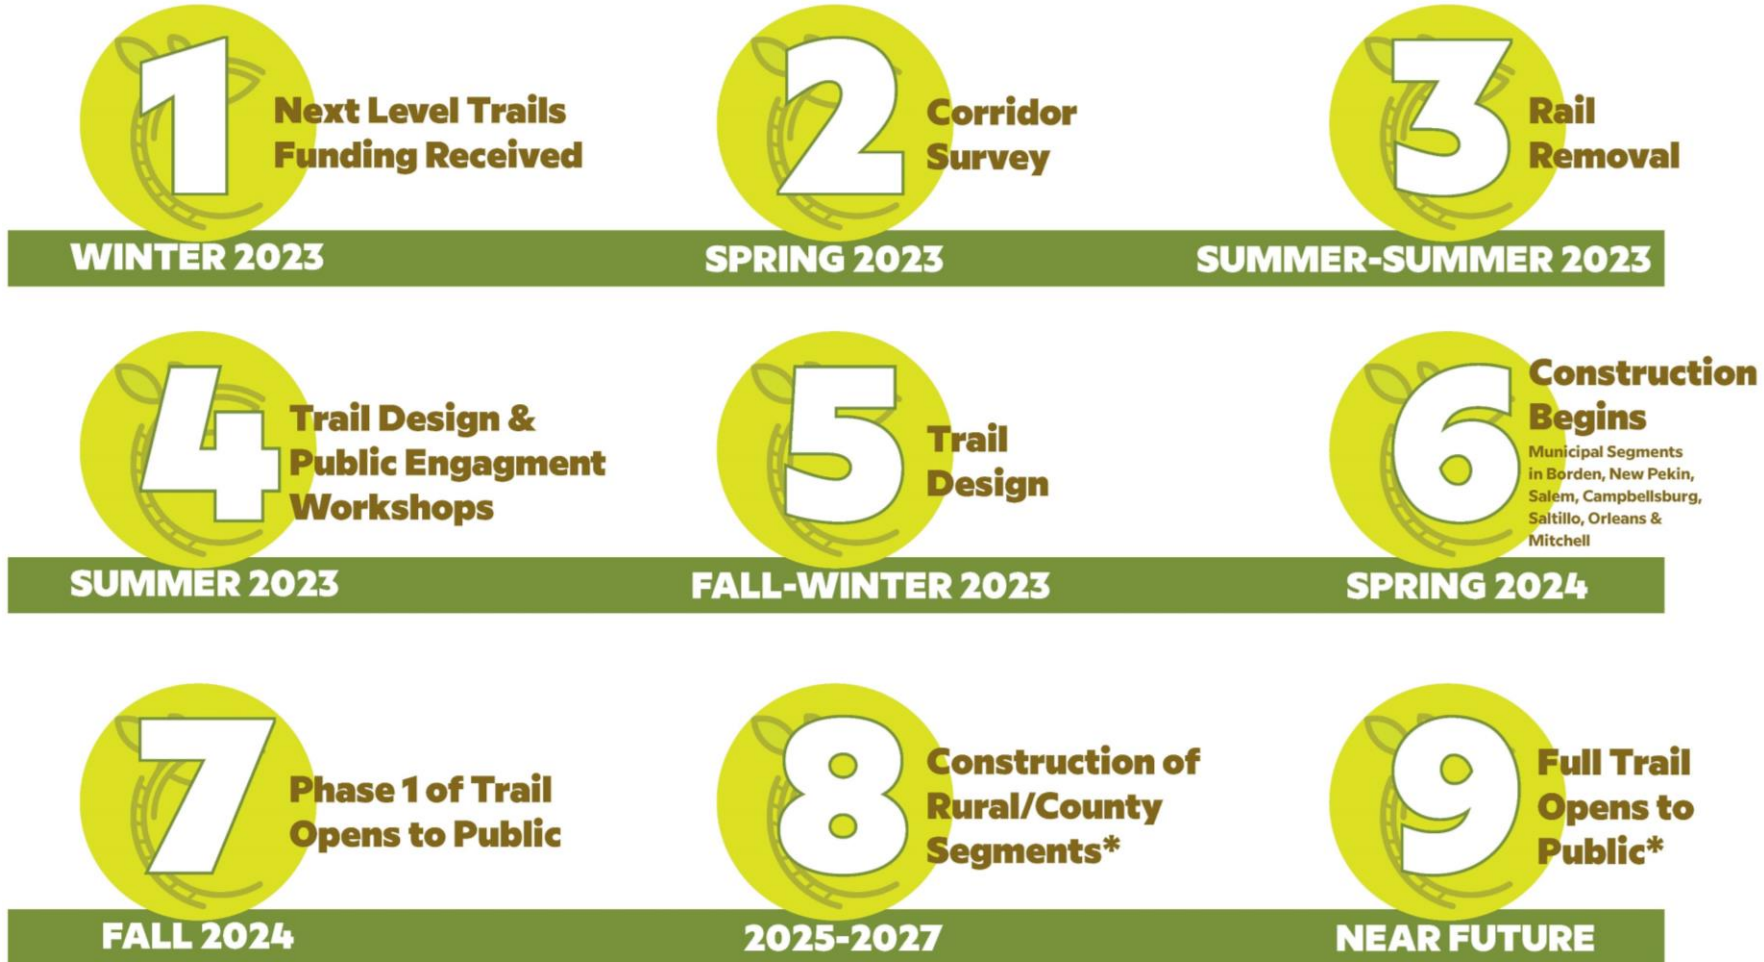 1
Next Level Trails
Funding Received
WINTER 2023
2
Corridor
Survey
SPRING 2023
3
Rail
Removal
SUMMER-SUMMER 2023
4
Trail Design &
Public Engagment
Workshops
SUMMER 2023
5
Trail
Design
FALL-WINTER 2023
6
Construction
Begins
Municipal Segments
in Borden, New Pekin,
Salem, Campbellsburg,
Saltillo, Orleans &
Mitchell
SPRING 2024
7
Phase 1 of Trail
Opens to Public
FALL 2024
8
Construction of
Rural/County
Segments*
2025-2027
9
Full Trail
Opens to
Public*
NEAR FUTURE